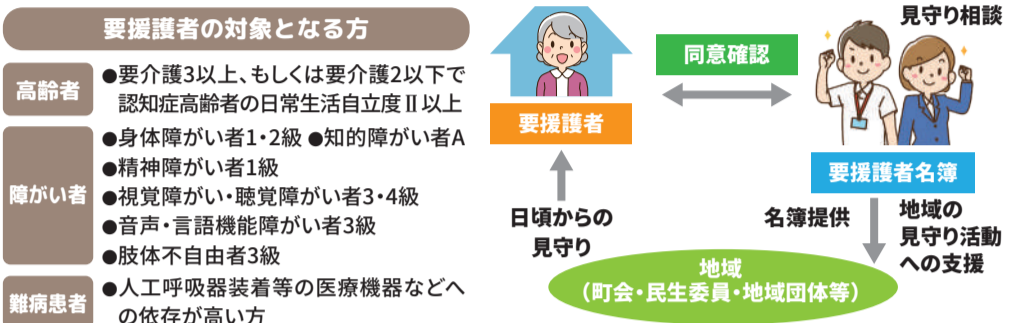 要援護者の対象となる方
高齢者
●要介護3以上、もしくは要介護2以下で
認知症高齢者の日常生活自立度Ⅱ以上
障がい者
●身体障がい者1・2級 ●知的障がい者A
●精神障がい者1級
●視覚障がい・聴覚障がい者3・4級
●音声・言語機能障がい者3級
●肢体不自由者3級
難病患者
●人工呼吸器装着等の医療機器などへ
の依存が高い方
見守り相談
同意確認
要援護者
要援護者名簿
日頃からの
見守り
名簿提供
地域の
見守り活動
への支援
地域
（町会・民生委員・地域団体等）